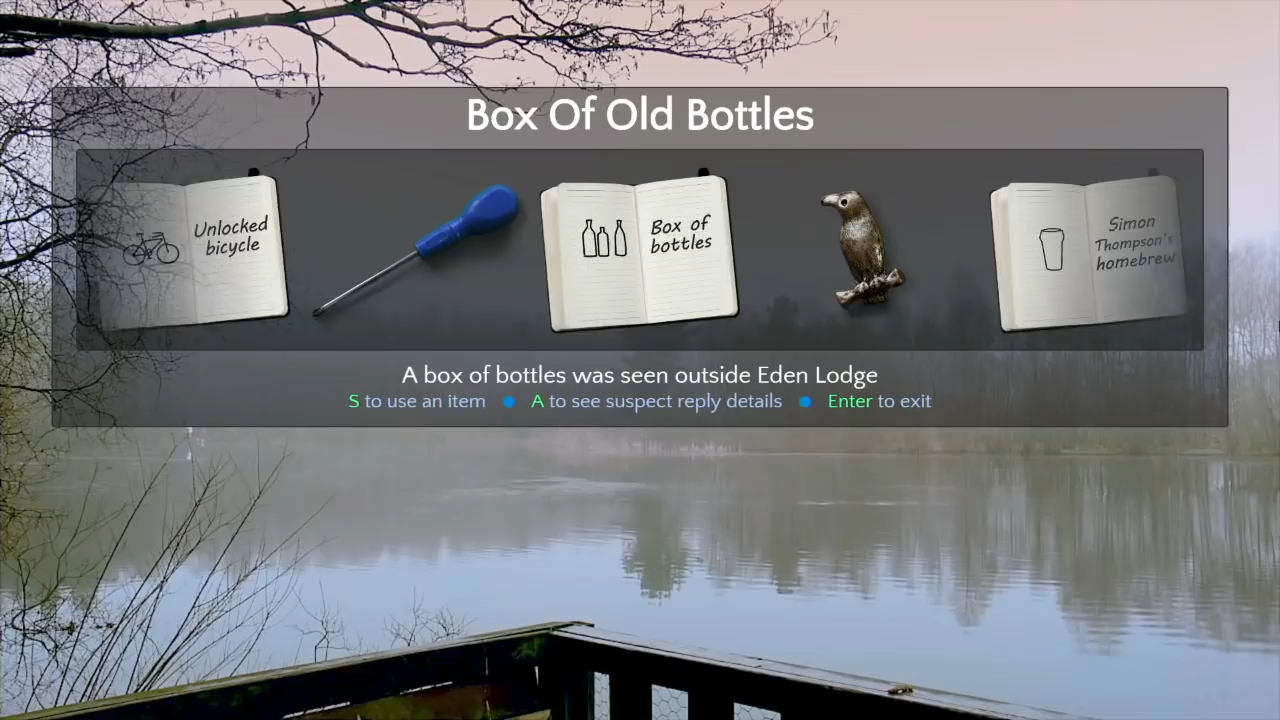 Box Of Old Bottles
Unlocked
bicycle
Box of
bottles
Simon
Thompson's
homebrew
A box of bottles was seen outside Eden Lodge
S to use an item
A to see suspect reply details
Enter to exit